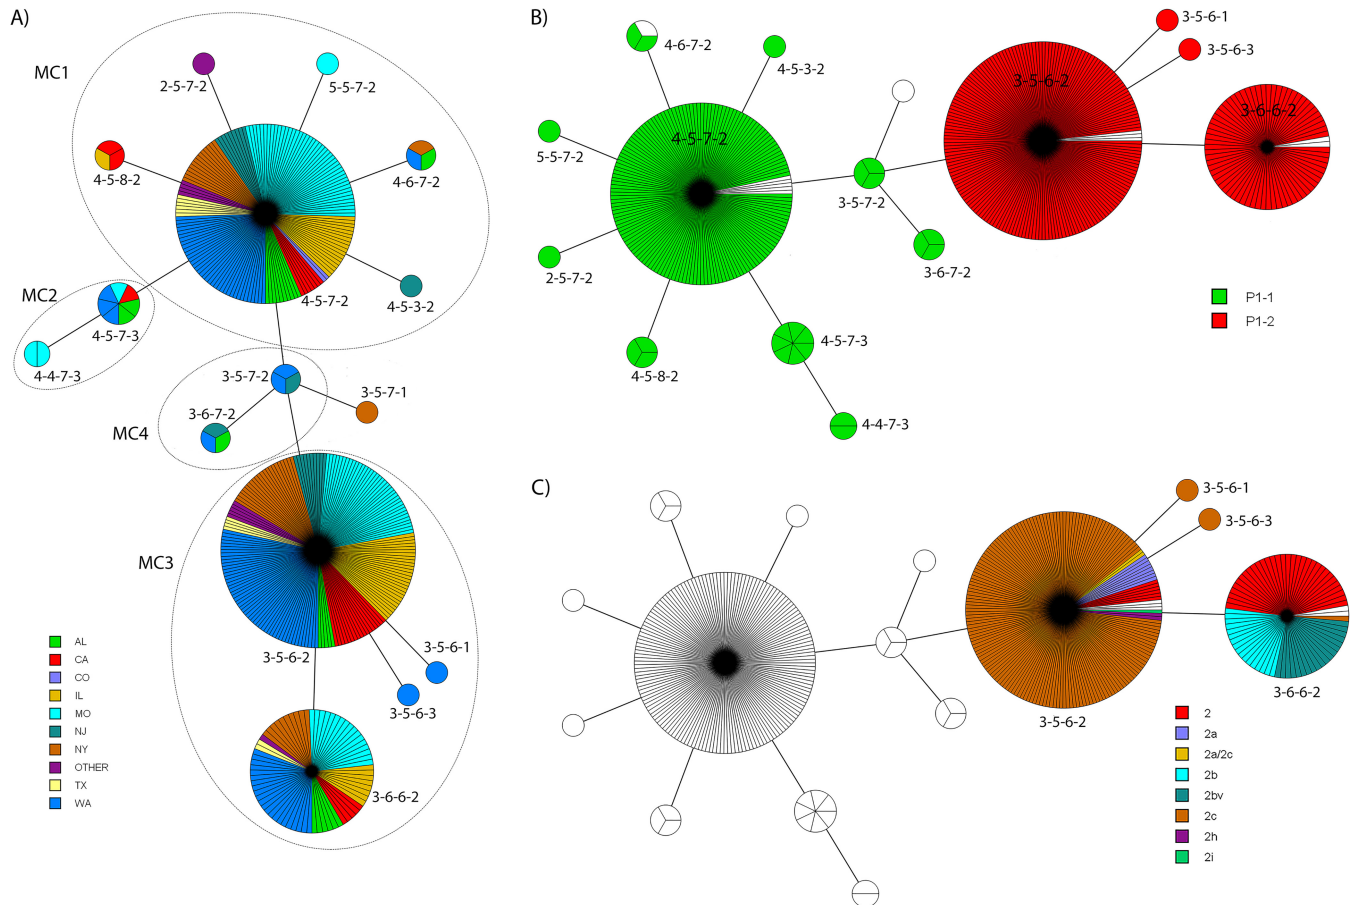 A)
MC1
2-5-7-2
5-5-7-2
4-5-8-2
4-6-7-2
4-5-7-2
4-5-3-2
MC2
4-5-7-3
4-4-7-3
3-5-7-2
3-5-7-1
3-6-7-2
MC4
MC3
3-5-6-2
3-5-6-1
3-5-6-3
3-6-6-2
AL
CA
CO
IL
MO
NJ
NY
OTHER
TX
WA
B)
4-6-7-2
4-5-3-2
5-5-7-2
4-5-7-2
2-5-7-2
4-5-8-2
4-5-7-3
4-4-7-3
3-5-7-2
3-6-7-2
3-5-6-2
3-5-6-1
3-5-6-3
3-6-6-2
P1-1
P1-2
C)
3-5-6-1
3-5-6-3
3-5-6-2
3-6-6-2
2
2a
2a/2c
2b
2bv
2c
2h
2i